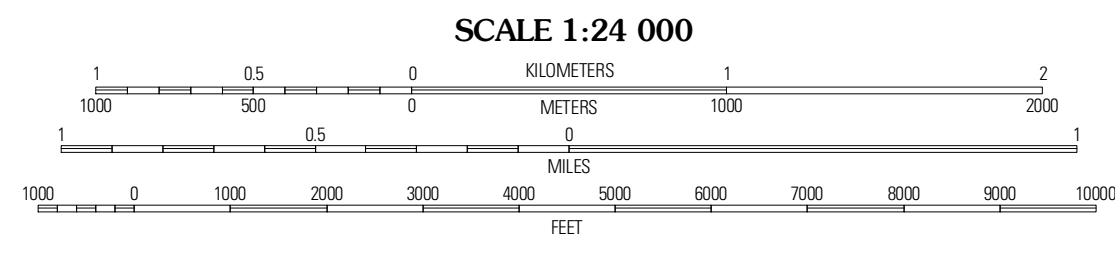 SCALE 1:24 000
1 0.5 0 KILOMETERS 1 2
1000 500 0 METERS 1000 2000
1 0.5 0 1
MILES
1000 0 1000 2000 3000 4000 5000 6000 7000 8000 9000 10000
FEET